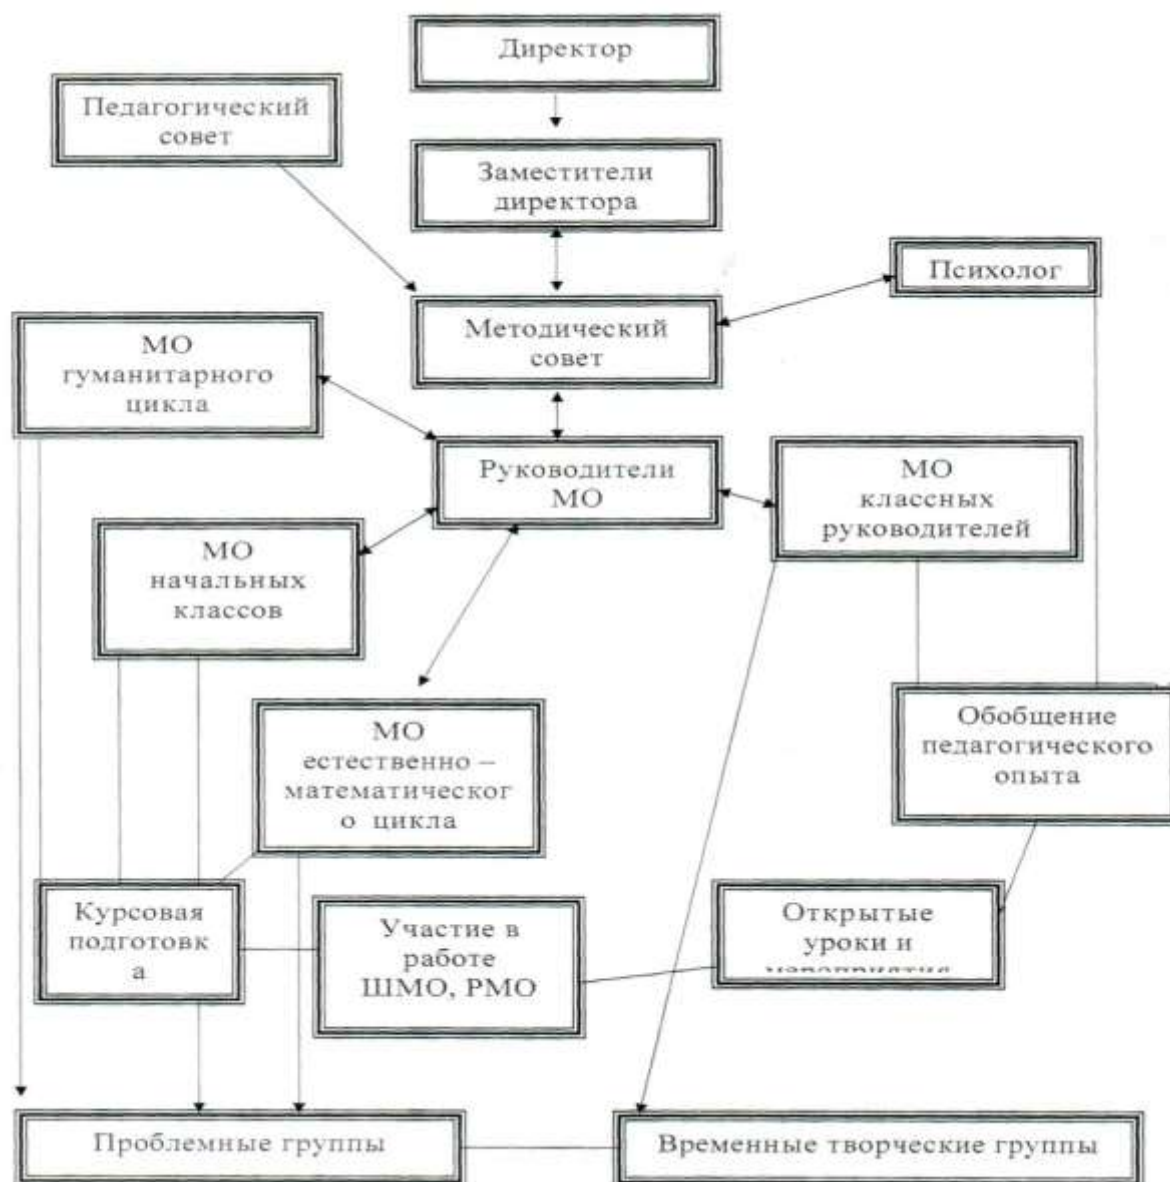 Директор
Педагогический
совет
Заместители
директора
Психолог
Методический
совет
МО
гуманитарного
цикла
Руководители
МО
МО
классных
руководителей
МО
начальных
классов
МО
естественно –
математическог
о цикла
Обобщение
педагогического
опыта
Курсовая
подготовк
а
Участие в
работе
ШМО, РМО
Открытые
уроки и
мероприятия
Проблемные группы
Временные творческие группы